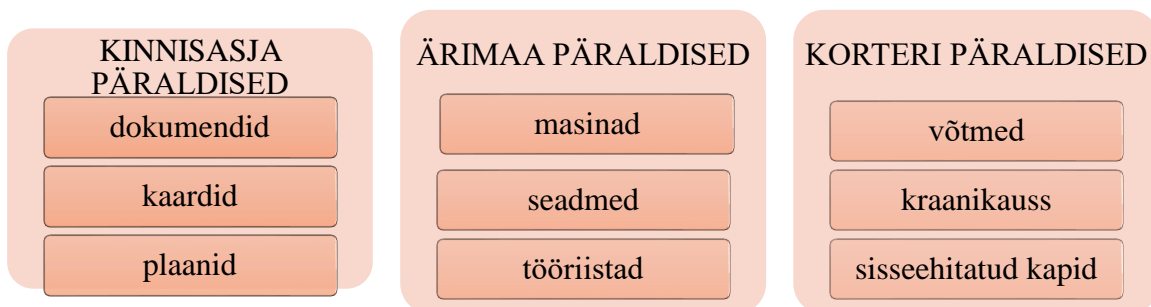 KINNISASJA
PÄRALDISED
dokumendid
kaardid
plaanid
ÄRIMAA PÄRALDISED
masinad
seadmed
tööriistad
KORTERI PÄRALDISED
võtmed
kraanikauss
sisseehitatud kapid